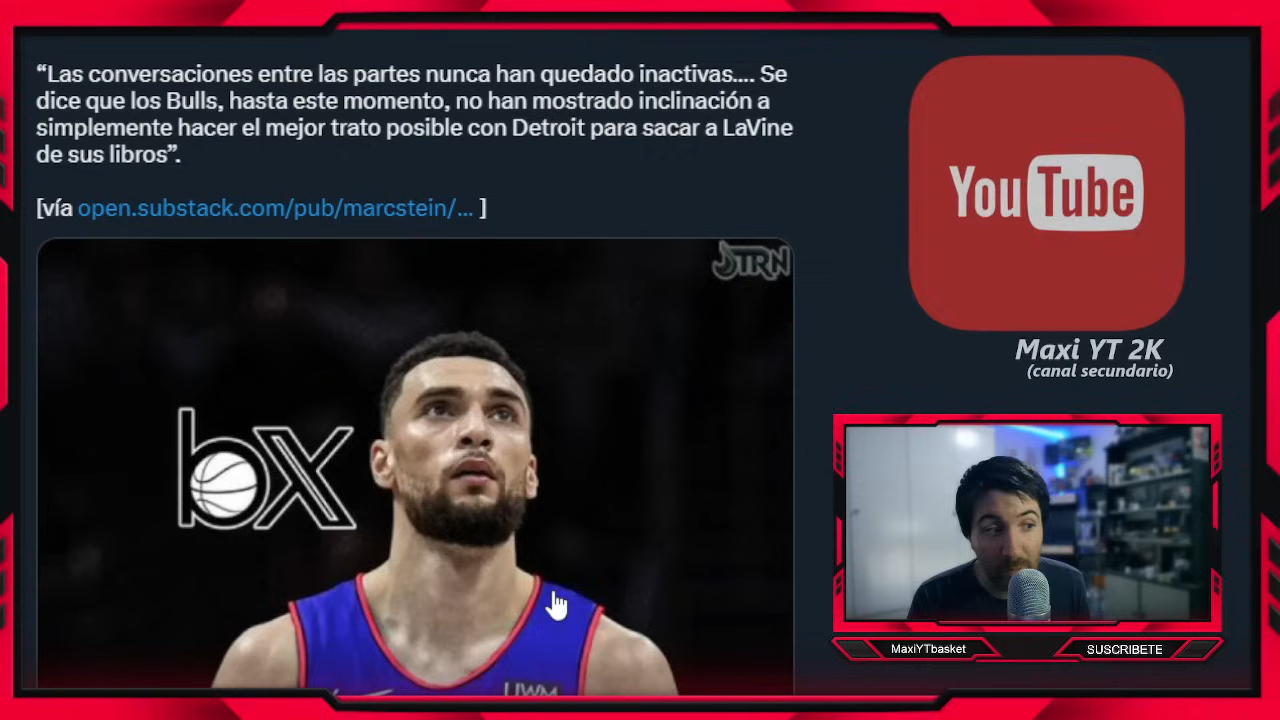 “Las conversaciones entre las partes nunca han quedado inactivas.... Se
dice que los Bulls, hasta este momento, no han mostrado inclinación a
simplemente hacer el mejor trato posible con Detroit para sacar a LaVine
de sus libros”.
[vía open.substack.com/pub/marcstein/... ]
JTRN
bX
UWM
YouTube
Maxi YT 2K
(canal secundario)
MaxiYTbasket
SUSCRIBETE